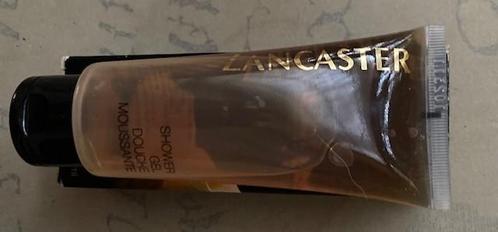 LANCASTER
SHOWER
GEL
DOUCHE
MOUSSANTE